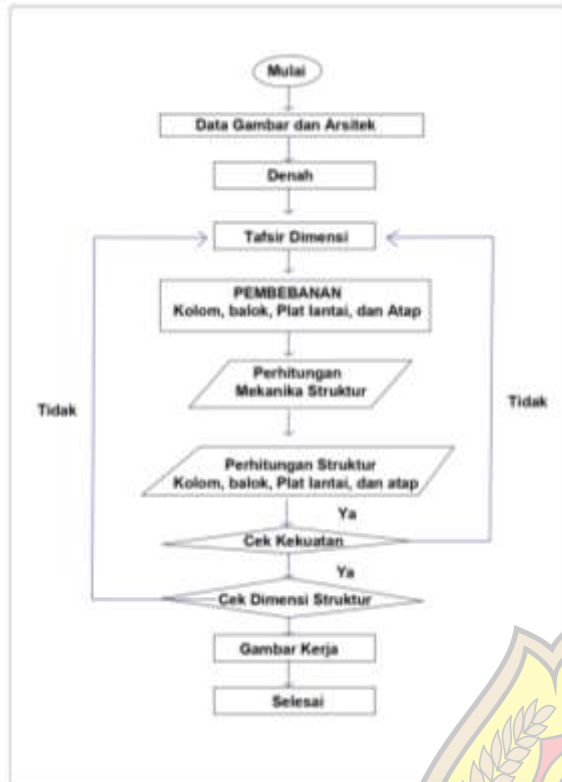 Mulai
Data Gambar dan Arsitek
Denah
Tafsir Dimensi
PEMBEBANAN
Kolom, balok, Plat lantai, dan Atap
Perhitungan
Mekanika Struktur
Tidak
Tidak
Perhitungan Struktur
Kolom, balok, Plat lantai, dan atap
Ya
Cek Kekuatan
Ya
Cek Dimensi Struktur
Gambar Kerja
Selesai